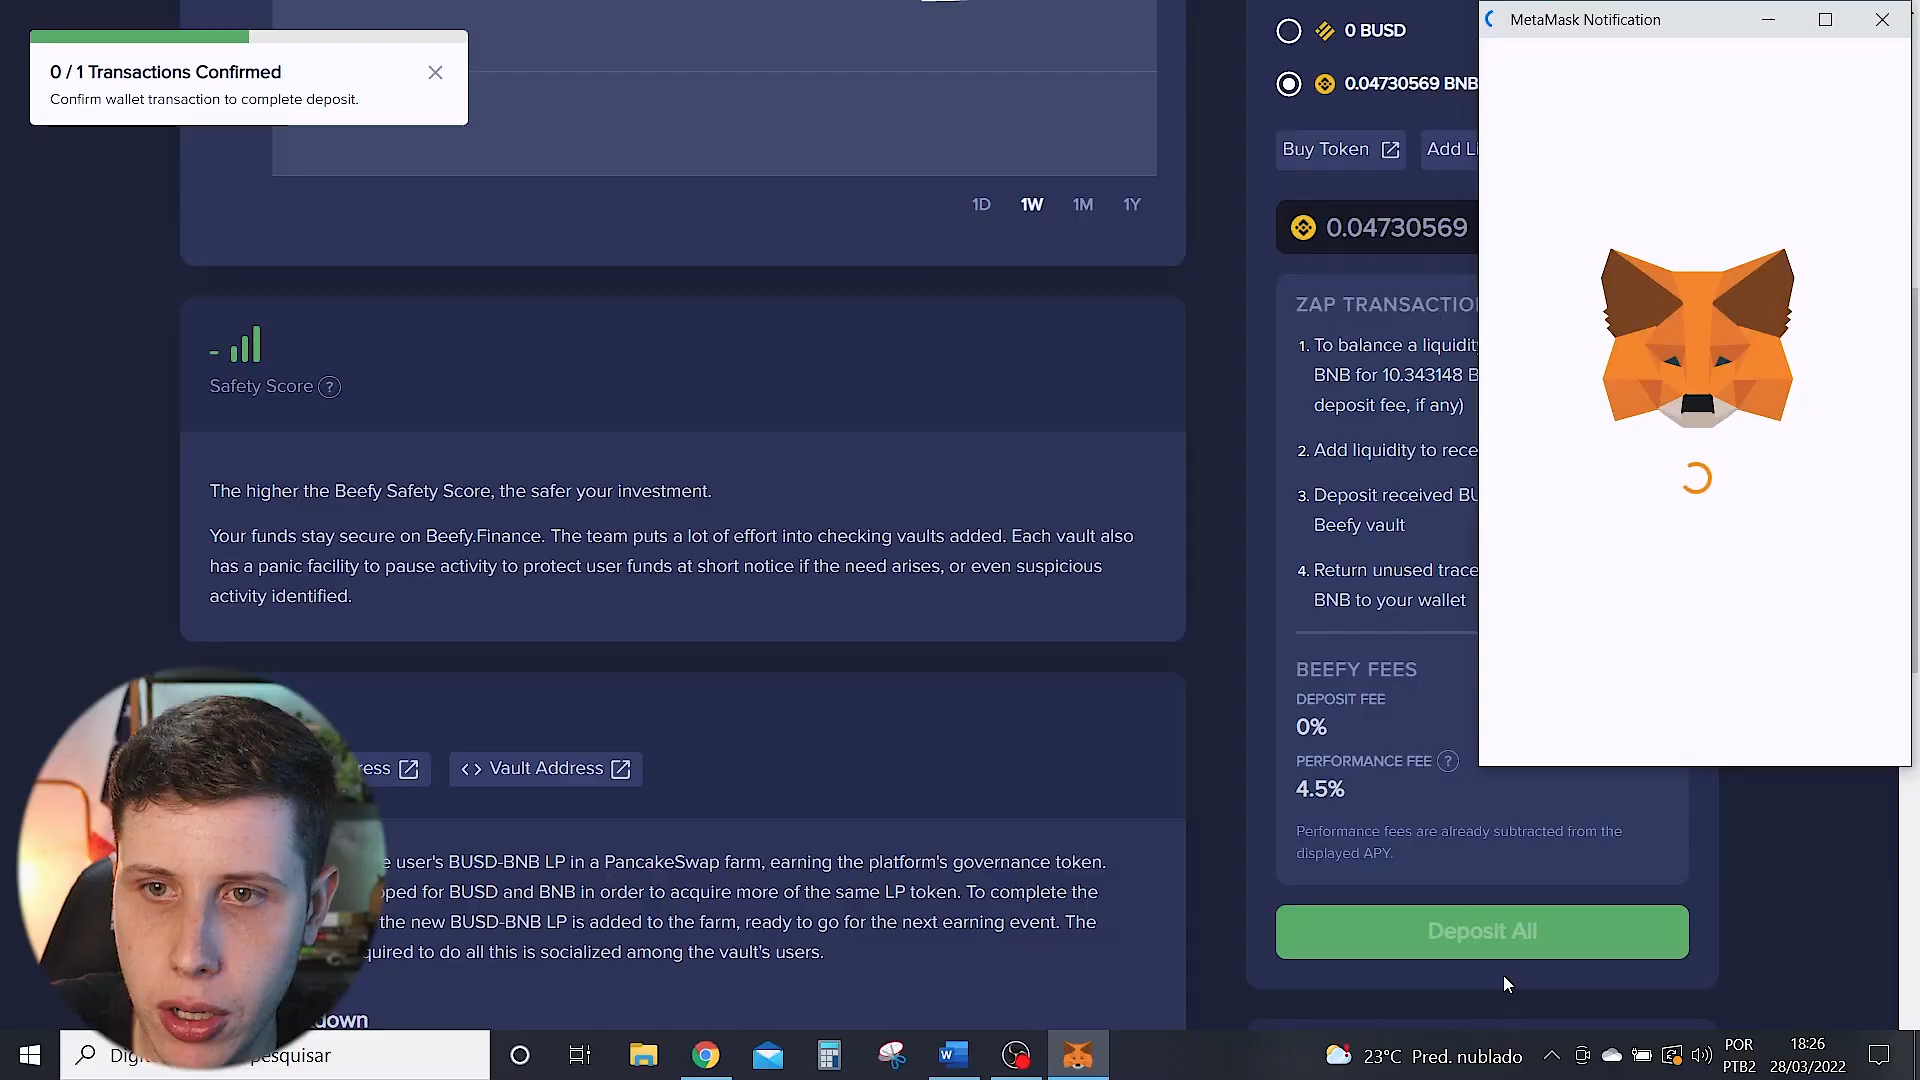 0 / 1 Transactions Confirmed
Confirm wallet transaction to complete deposit.
1D 1W 1M 1Y
Safety Score ?
The higher the Beefy Safety Score, the safer your investment.
Your funds stay secure on Beefy.Finance. The team puts a lot of effort into checking vaults added. Each vault also
has a panic facility to pause activity to protect user funds at short notice if the need arises, or even suspicious
activity identified.
ress
<> Vault Address
e user's BUSD-BNB LP in a PancakeSwap farm, earning the platform's governance token.
pped for BUSD and BNB in order to acquire more of the same LP token. To complete the
the new BUSD-BNB LP is added to the farm, ready to go for the next earning event. The
quired to do all this is socialized among the vault's users.
down
0 BUSD
0.04730569 BNB
Buy Token
Add Li
0.04730569
ZAP TRANSACTIO
1. To balance a liquidit
BNB for 10.343148 B
deposit fee, if any)
2. Add liquidity to rece
3. Deposit received BU
Beefy vault
4. Return unused trace
BNB to your wallet
BEEFY FEES
DEPOSIT FEE
0%
PERFORMANCE FEE ?
4.5%
Performance fees are already subtracted from the
displayed APY.
Deposit All
MetaMask Notification
Digi
pesquisar
23°C Pred. nublado
POR
PTB2
18:26
28/03/2022